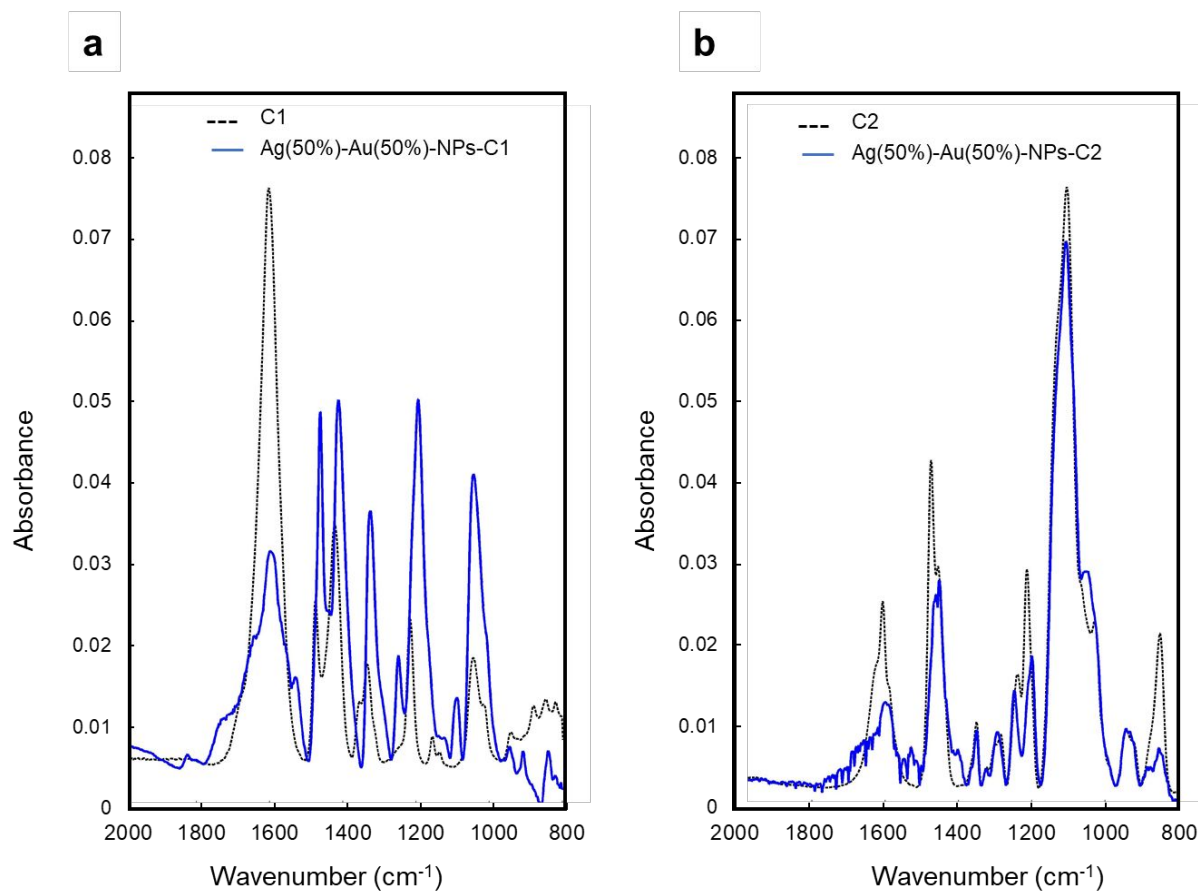 a
C1
Ag(50%)-Au(50%)-NPs-C1
0.08
0.07
0.06
0.05
0.04
0.03
0.02
0.01
0
Absorbance
2000 1800 1600 1400 1200 1000 800
Wavenumber (cm⁻¹)
b
C2
Ag(50%)-Au(50%)-NPs-C2
0.08
0.07
0.06
0.05
0.04
0.03
0.02
0.01
0
Absorbance
2000 1800 1600 1400 1200 1000 800
Wavenumber (cm⁻¹)